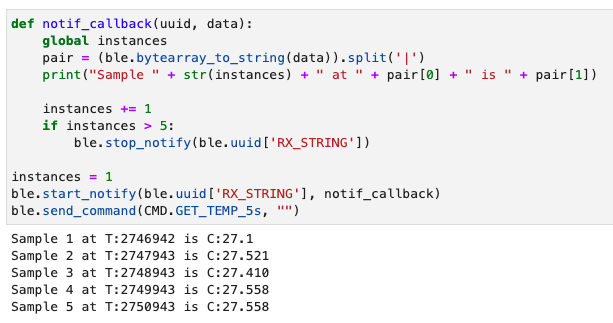 def notif_callback(uuid, data):
    global instances
    pair = (ble.bytearray_to_string(data)).split('|')
    print("Sample " + str(instances) + " at " + pair[0] + " is " + pair[1])

    instances += 1
    if instances > 5:
        ble.stop_notify(ble.uuid['RX_STRING'])

instances = 1
ble.start_notify(ble.uuid['RX_STRING'], notif_callback)
ble.send_command(CMD.GET_TEMP_5s, "")
Sample 1 at T:2746942 is C:27.1
Sample 2 at T:2747943 is C:27.521
Sample 3 at T:2748943 is C:27.410
Sample 4 at T:2749943 is C:27.558
Sample 5 at T:2750943 is C:27.558